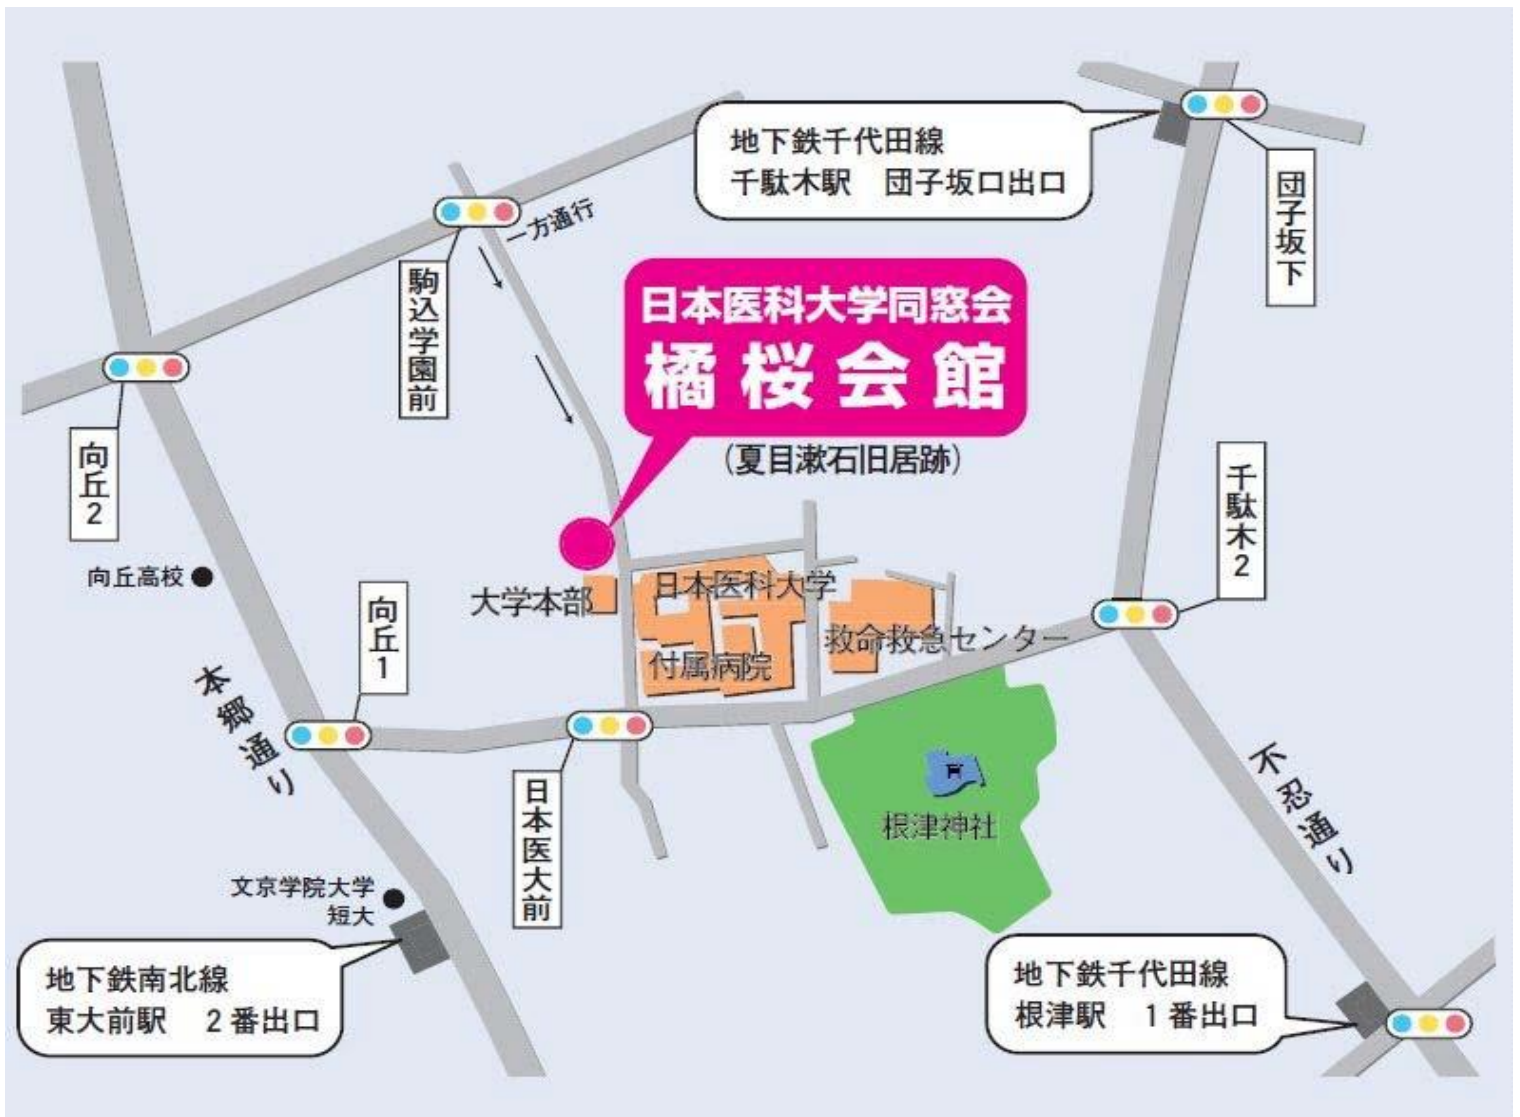 地下鉄千代田線
千駄木駅　団子坂口出口
団子坂下
一方通行
駒込学園前
日本医科大学同窓会
橘桜会館
(夏目漱石旧居跡)
向丘2
千駄木2
向丘高校
向丘1
大学本部
日本医科大学
付属病院
救命救急センター
本郷通り
日本医大前
根津神社
不忍通り
文京学院大学
短大
地下鉄南北線
東大前駅　2番出口
地下鉄千代田線
根津駅　1番出口